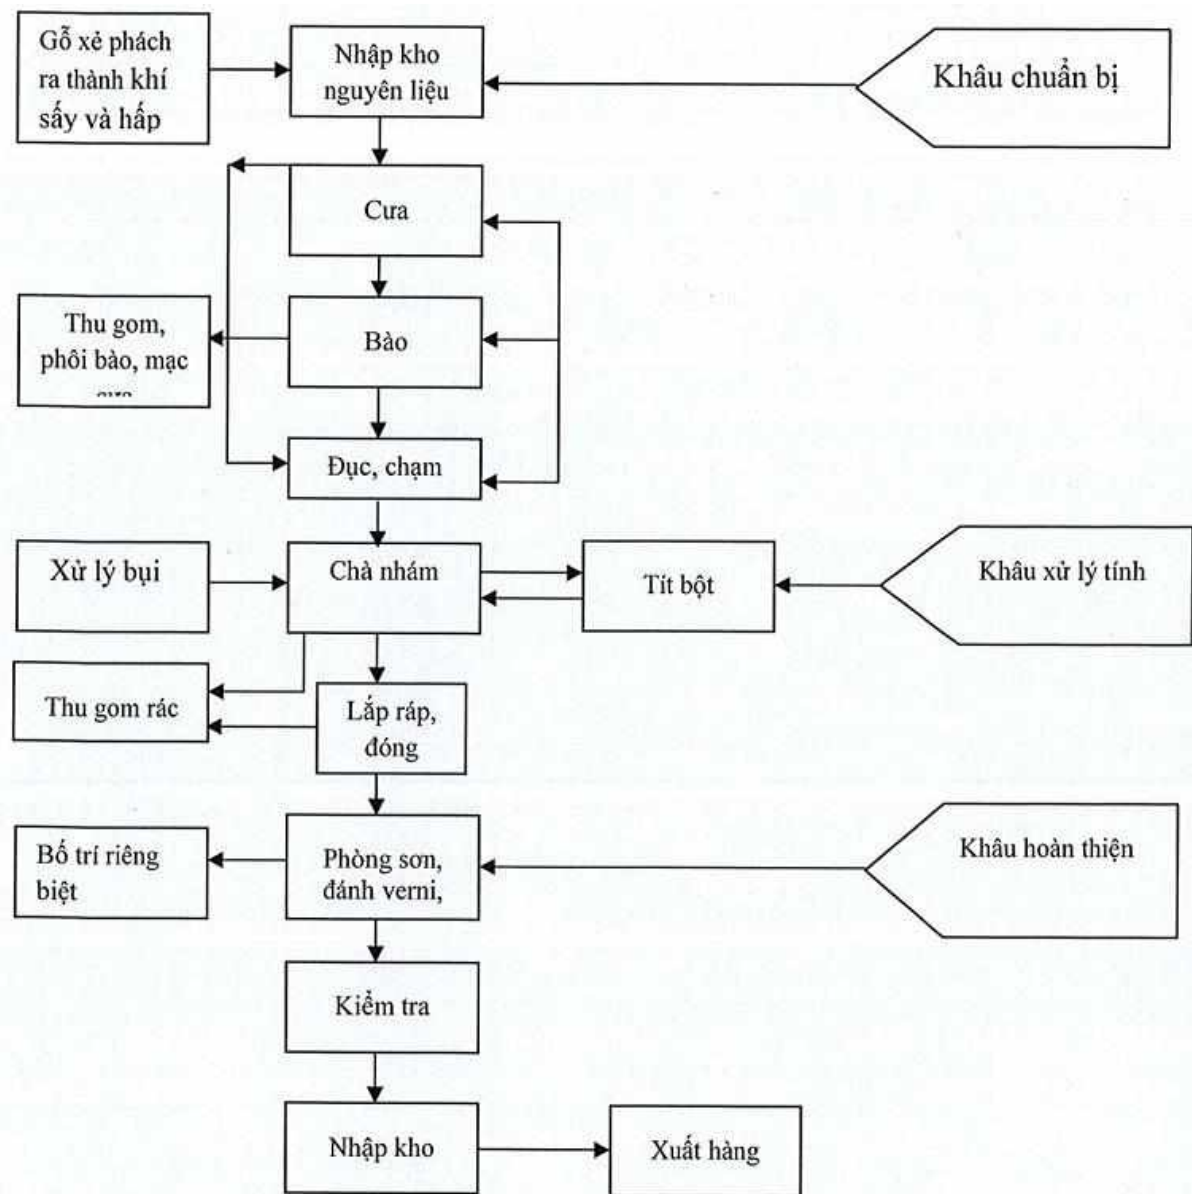 Gỗ xẻ phách
ra thành khí
sấy và hấp
Nhập kho
nguyên liệu
Khâu chuẩn bị
Cưa
Thu gom,
phôi bào, mạc
Bào
Đục, chạm
Xử lý bụi
Chà nhám
Tít bột
Khâu xử lý tính
Thu gom rác
Lắp ráp,
đóng
Bố trí riêng
biệt
Phòng sơn,
đánh verni,
Khâu hoàn thiện
Kiểm tra
Nhập kho
Xuất hàng